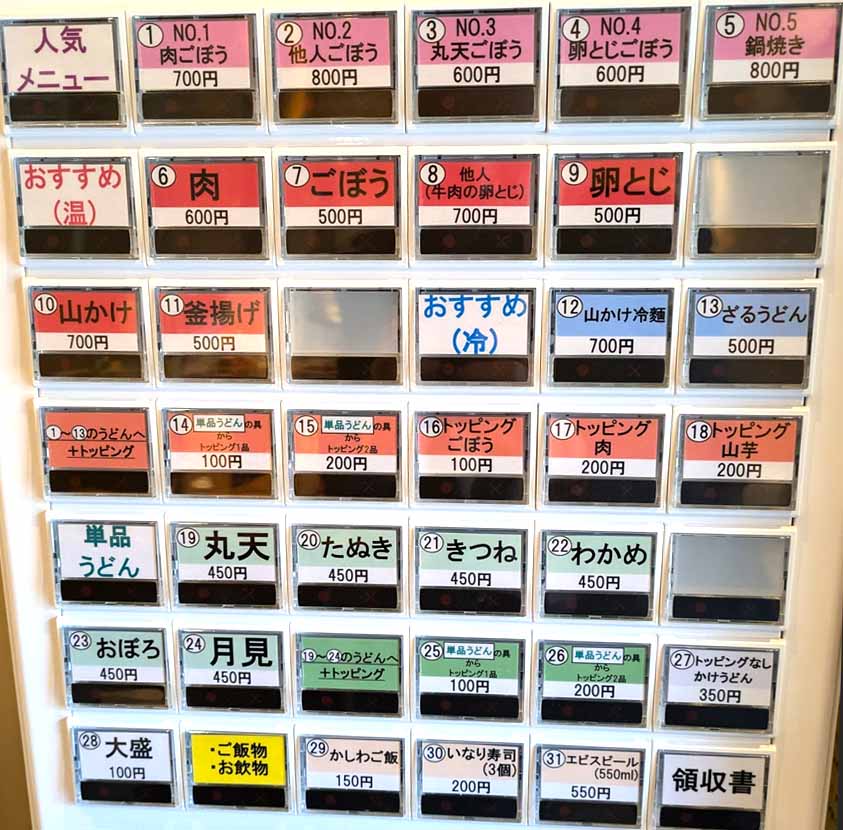 人気
メニュー
① NO.1
肉ごぼう
700円
② NO.2
他人ごぼう
800円
③ NO.3
丸天ごぼう
600円
④ NO.4
卵とじごぼう
600円
⑤ NO.5
鍋焼き
800円
おすすめ
(温)
⑥ 肉
600円
⑦ ごぼう
500円
⑧ 他人
(牛肉の卵とじ)
700円
⑨ 卵とじ
500円
⑩ 山かけ
700円
⑪ 釜揚げ
500円
おすすめ
(冷)
⑫ 山かけ冷麺
700円
⑬ ざるうどん
500円
①～⑬のうどんへ
+トッピング
⑭ 単品うどんの具
から
トッピング1品
100円
⑮ 単品うどんの具
から
トッピング2品
200円
⑯ トッピング
ごぼう
100円
⑰ トッピング
肉
200円
⑱ トッピング
山芋
200円
単品
うどん
⑲ 丸天
450円
⑳ たぬき
450円
㉑ きつね
450円
㉒ わかめ
450円
㉓ おぼろ
450円
㉔ 月見
450円
⑲～㉔のうどんへ
+トッピング
㉕ 単品うどんの具
から
トッピング1品
100円
㉖ 単品うどんの具
から
トッピング2品
200円
㉗ トッピングなし
かけうどん
350円
㉘ 大盛
100円
・ご飯物
・お飲物
㉙ かしわご飯
150円
㉚ いなり寿司
(3個)
200円
㉛ エビスビール
(550ml)
550円
領収書